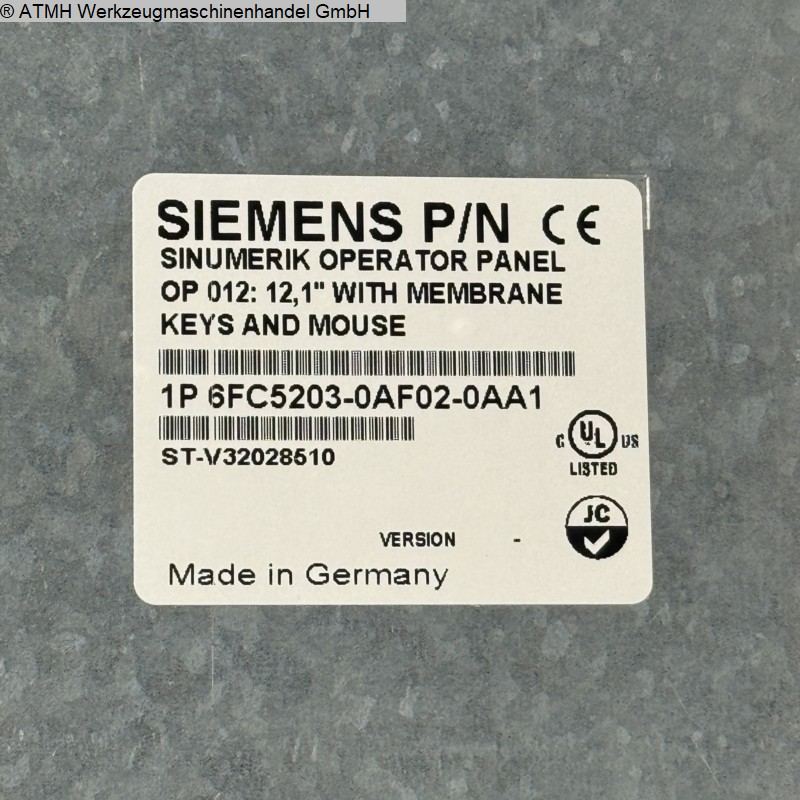 ® ATMH Werkzeugmaschinenhandel GmbH
SIEMENS P/N CE
SINUMERIK OPERATOR PANEL
OP 012: 12,1" WITH MEMBRANE
KEYS AND MOUSE
1P 6FC5203-0AF02-0AA1
C UL US
LISTED
ST-V32028510
JC
VERSION -
Made in Germany